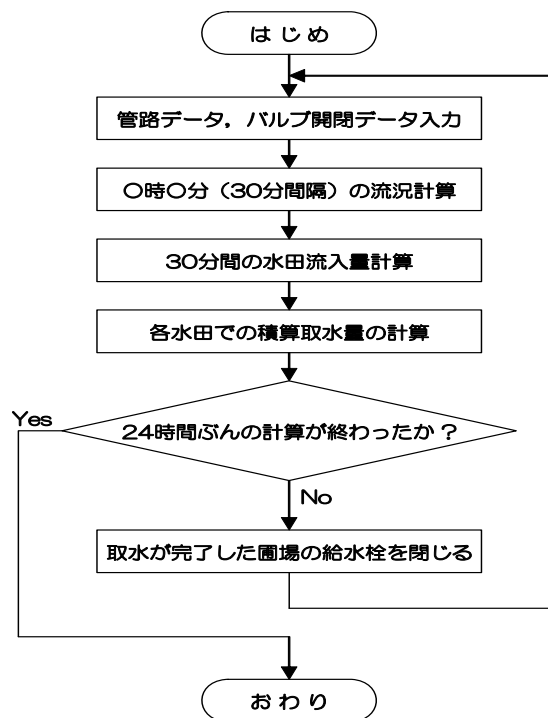 はじめ
管路データ，バルブ開閉データ入力
〇時〇分（30分間隔）の流況計算
30分間の水田流入量計算
各水田での積算取水量の計算
Yes
24時間ぶんの計算が終わったか？
No
取水が完了した圃場の給水栓を閉じる
おわり